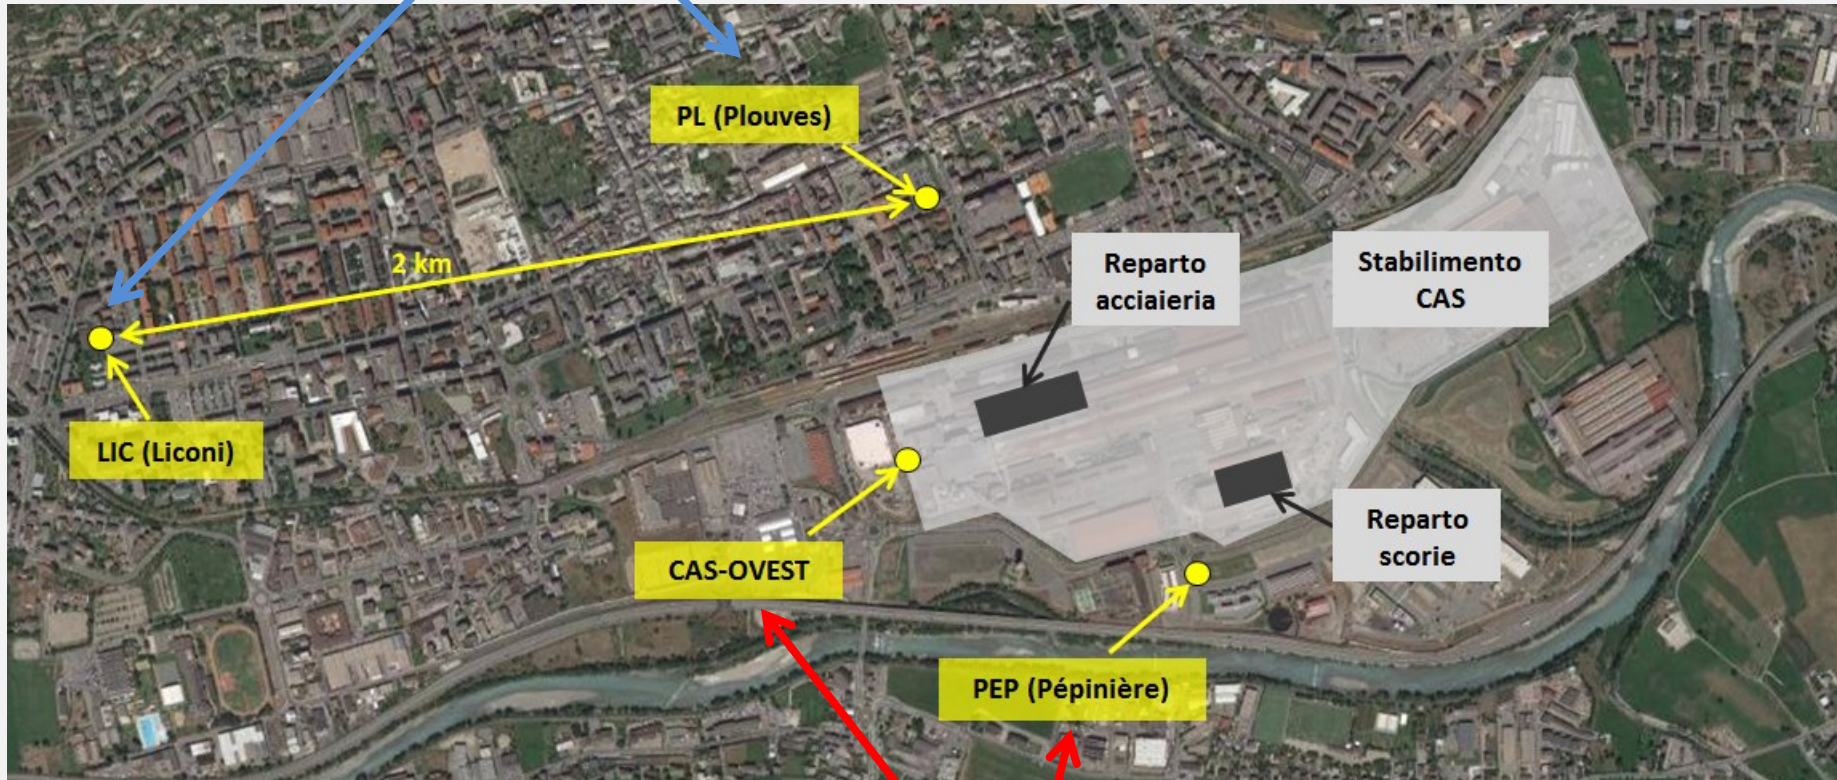 PL (Plouves)
2 km
Reparto
acciaieria
Stabilimento
CAS
LIC (Liconi)
CAS-OVEST
Reparto
scorie
PEP (Pépinière)